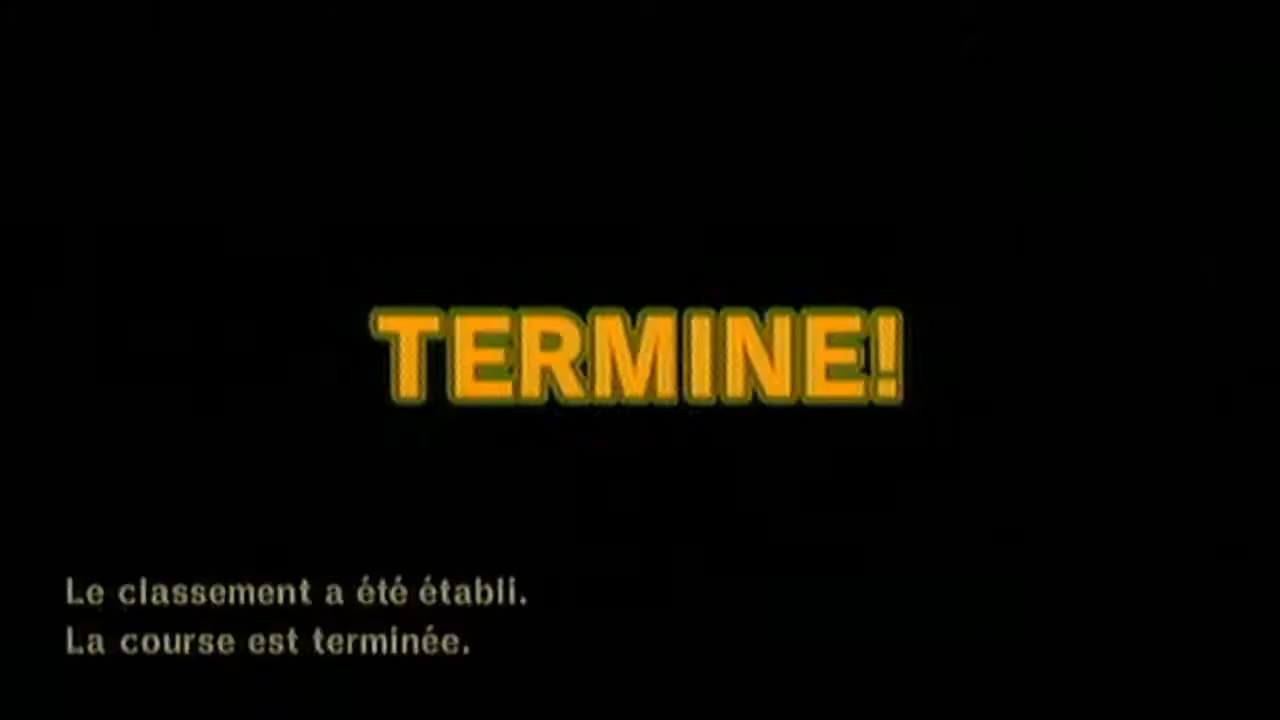 TERMINE!
Le classement a été établi.
La course est terminée.